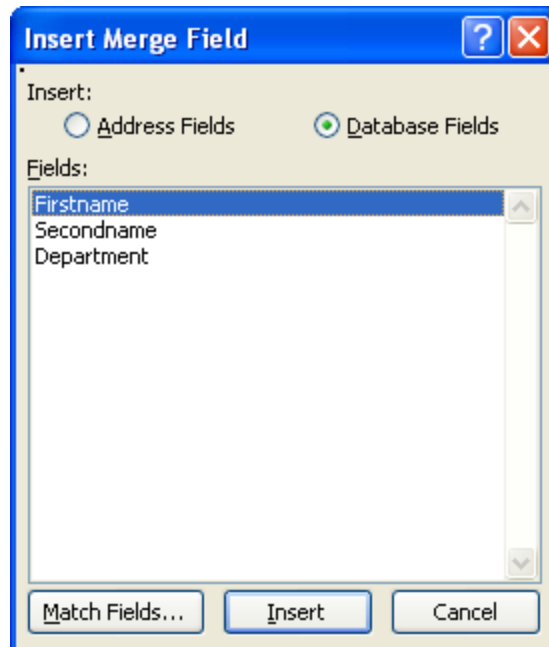 Insert Merge Field
Insert:
Address Fields Database Fields
Fields:
Firstname
Secondname
Department
Match Fields... Insert Cancel